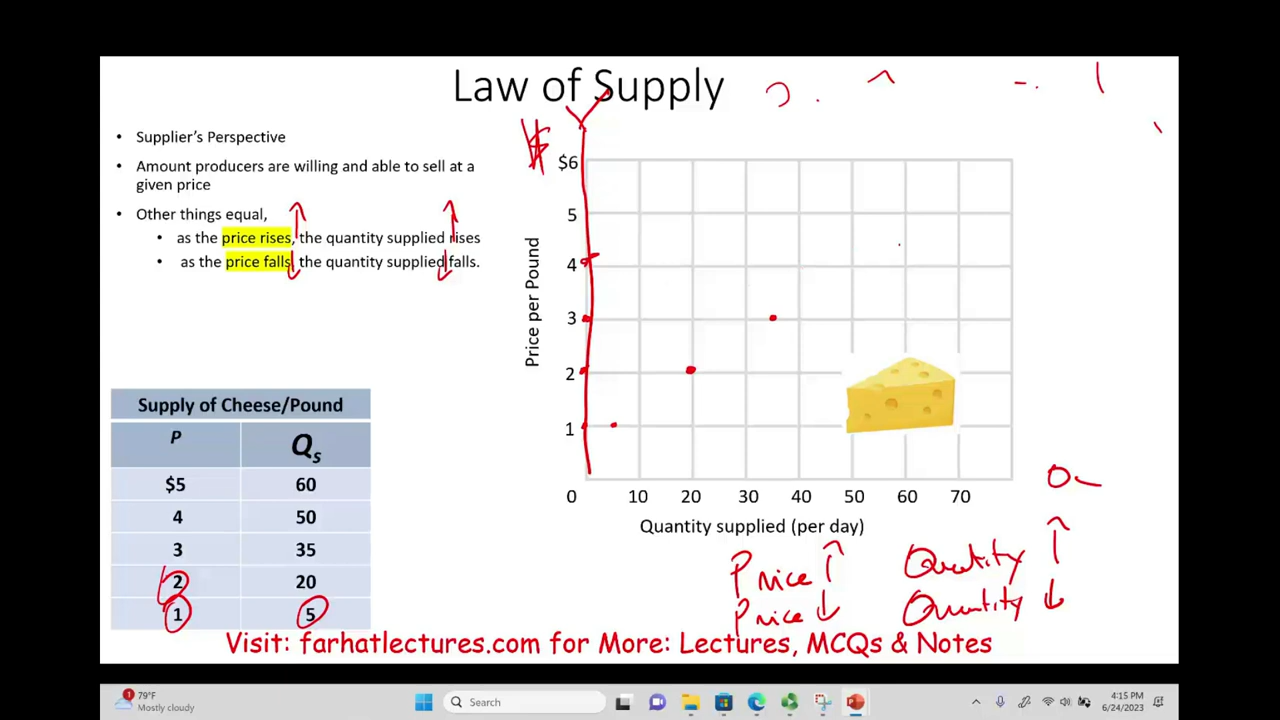 Law of Supply
• Supplier's Perspective
• Amount producers are willing and able to sell at a
given price
• Other things equal,
• as the price rises, the quantity supplied rises
• as the price falls, the quantity supplied falls.
Supply of Cheese/Pound
P Qs
$5 60
4 50
3 35
2 20
1 5
Y
$
$6
5
4
3
2
1
Price per Pound
0 10 20 30 40 50 60 70
Quantity supplied (per day)
Price ↑ Quantity ↑
Price ↓ Quantity ↓
Visit: farhatlectures.com for More: Lectures, MCQs & Notes
1
79°F
Mostly cloudy
Search
4:15 PM
6/24/2023